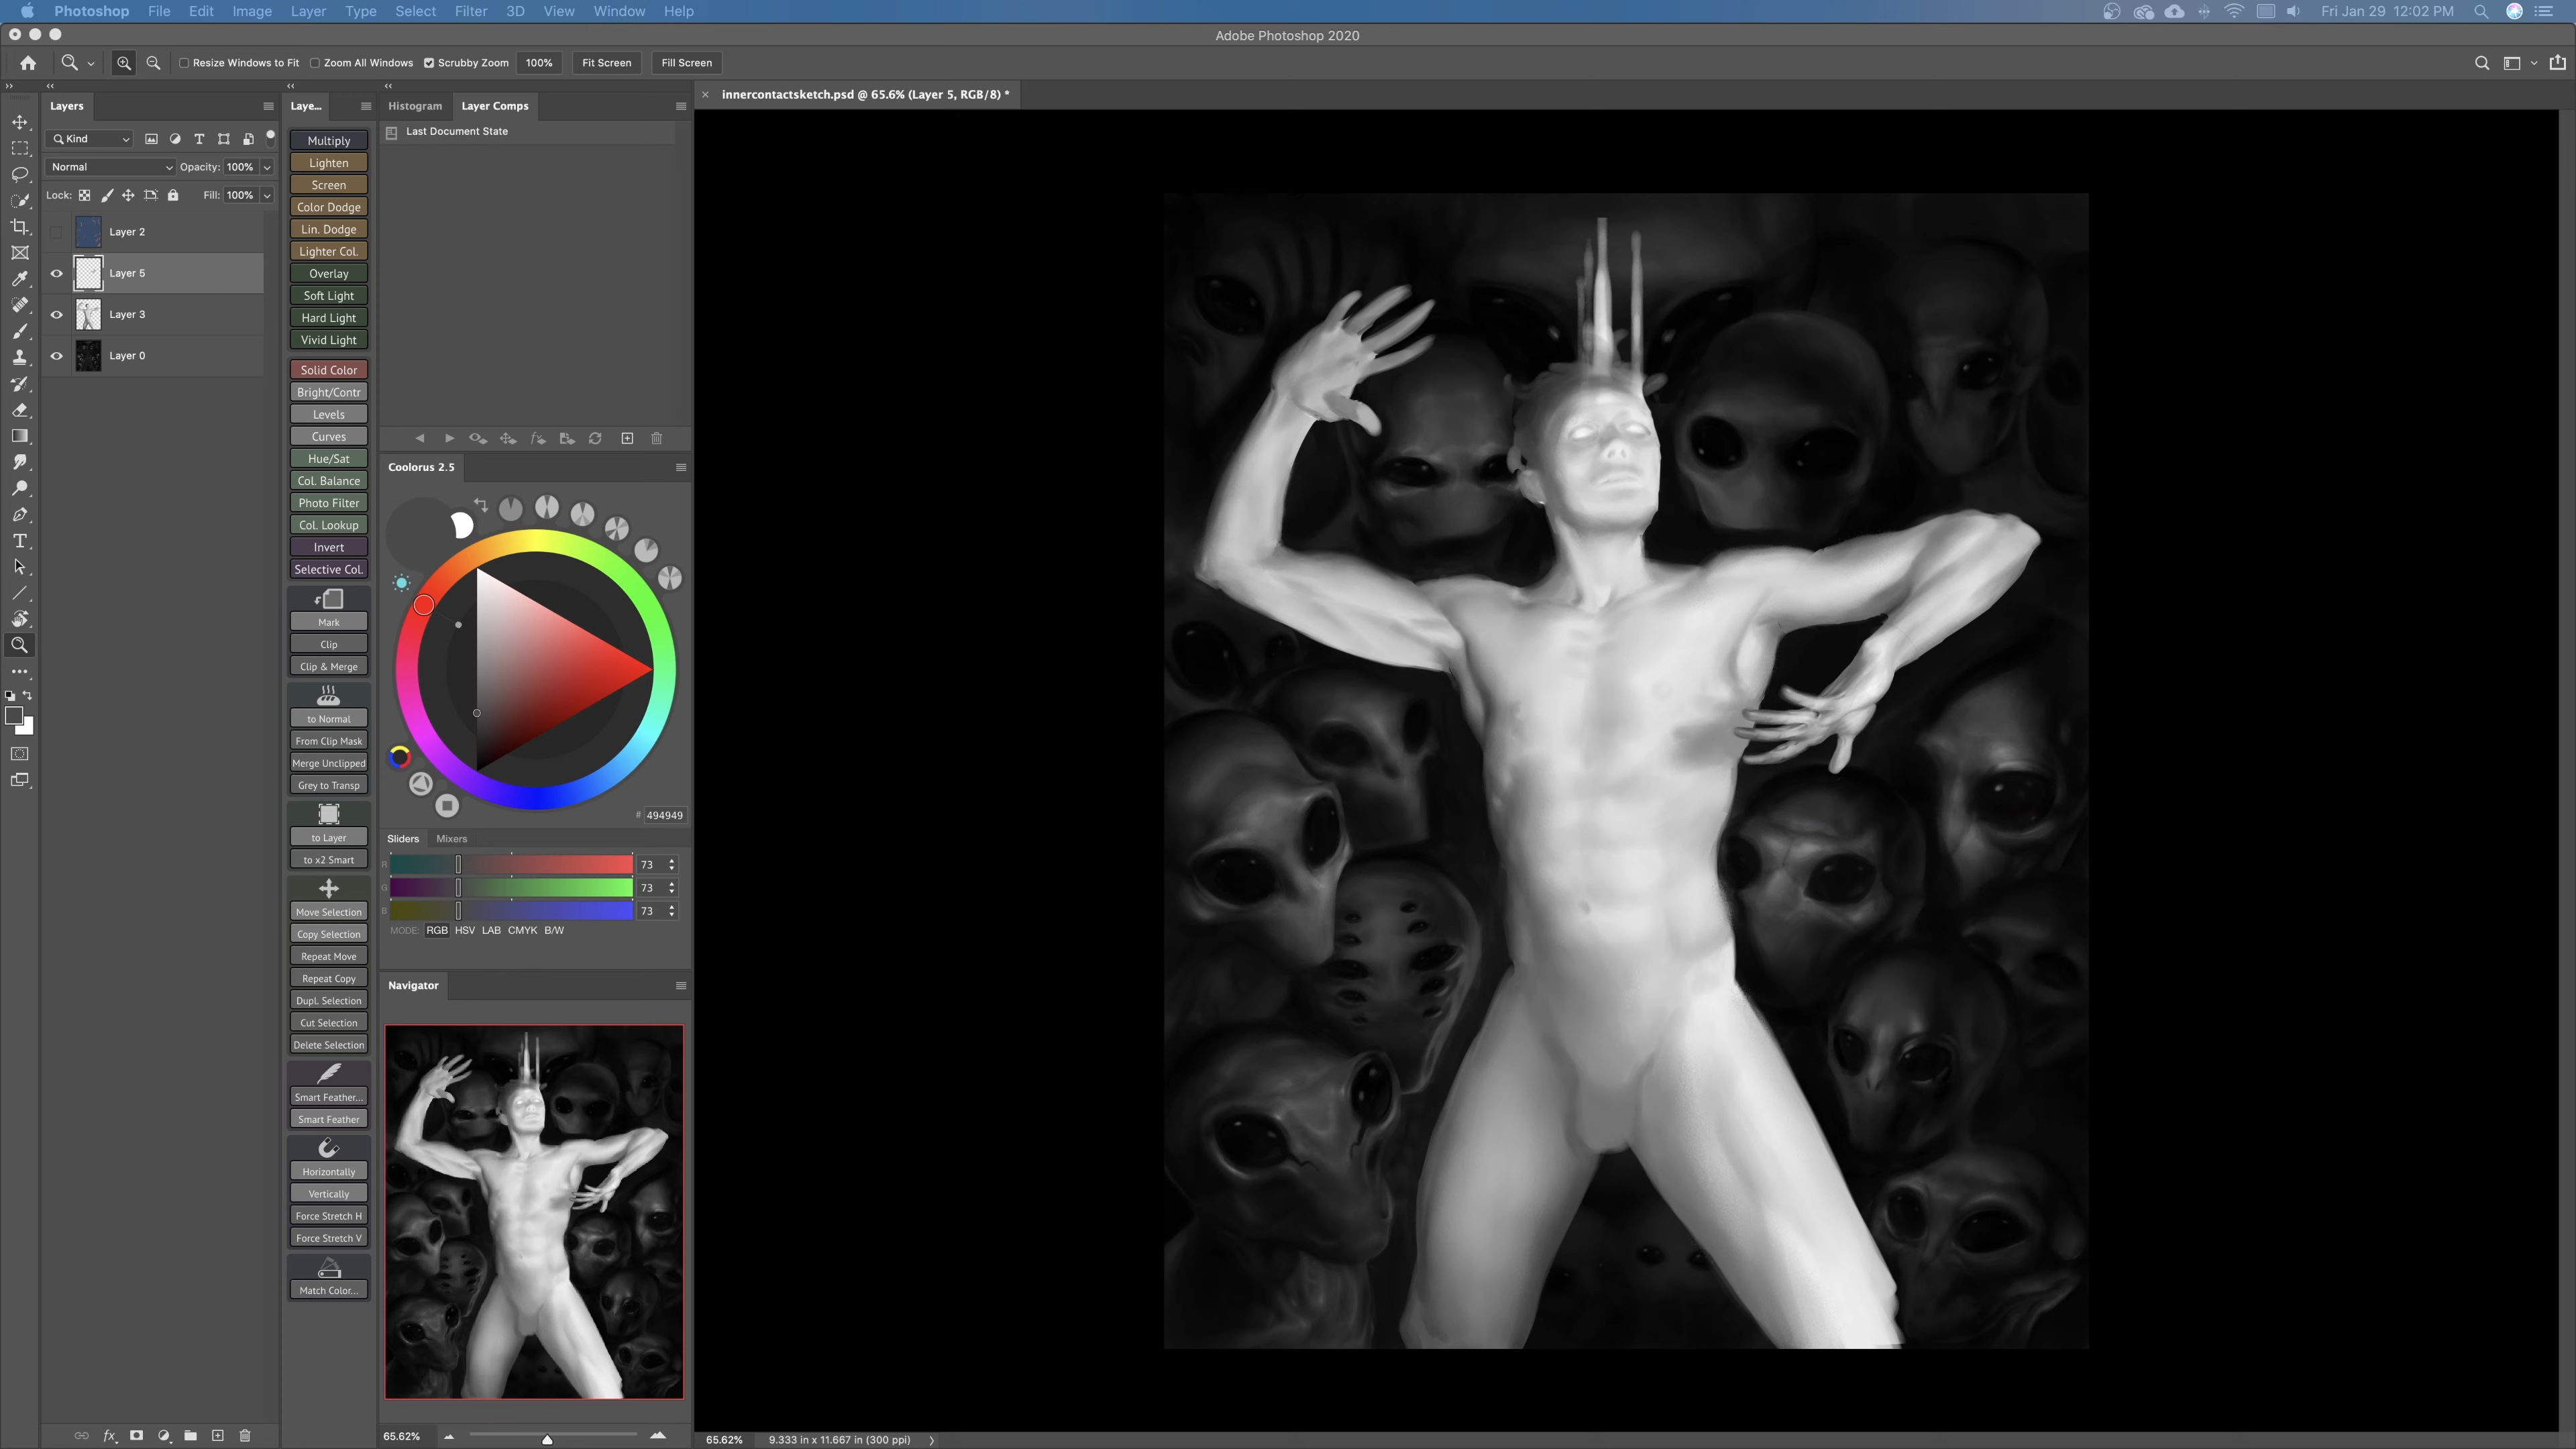 Photoshop File Edit Image Layer Type Select Filter 3D View Window Help Fri Jan 29 12:02 PM
Adobe Photoshop 2020
Resize Windows to Fit Zoom All Windows Scrubby Zoom 100% Fit Screen Fill Screen
Layers
Kind
Normal Opacity: 100%
Lock: Fill: 100%
Layer 2
Layer 5
Layer 3
Layer 0
Laye...
Multiply
Lighten
Screen
Color Dodge
Lin. Dodge
Lighter Col.
Overlay
Soft Light
Hard Light
Vivid Light
Solid Color
Bright/Contr
Levels
Curves
Hue/Sat
Col. Balance
Photo Filter
Col. Lookup
Invert
Selective Col.
Mark
Clip
Clip & Merge
to Normal
From Clip Mask
Merge Unclipped
Grey to Transp
to Layer
to x2 Smart
Move Selection
Copy Selection
Repeat Move
Repeat Copy
Dupl. Selection
Cut Selection
Delete Selection
Smart Feather...
Smart Feather
Horizontally
Vertically
Force Stretch H
Force Stretch V
Match Color...
Histogram Layer Comps
Last Document State
Coolorus 2.5
# 494949
Sliders Mixers
R 73
G 73
B 73
MODE: RGB HSV LAB CMYK B/W
Navigator
65.62%
innercontactsketch.psd @ 65.6% (Layer 5, RGB/8) *
65.62% 9.333 in x 11.667 in (300 ppi)